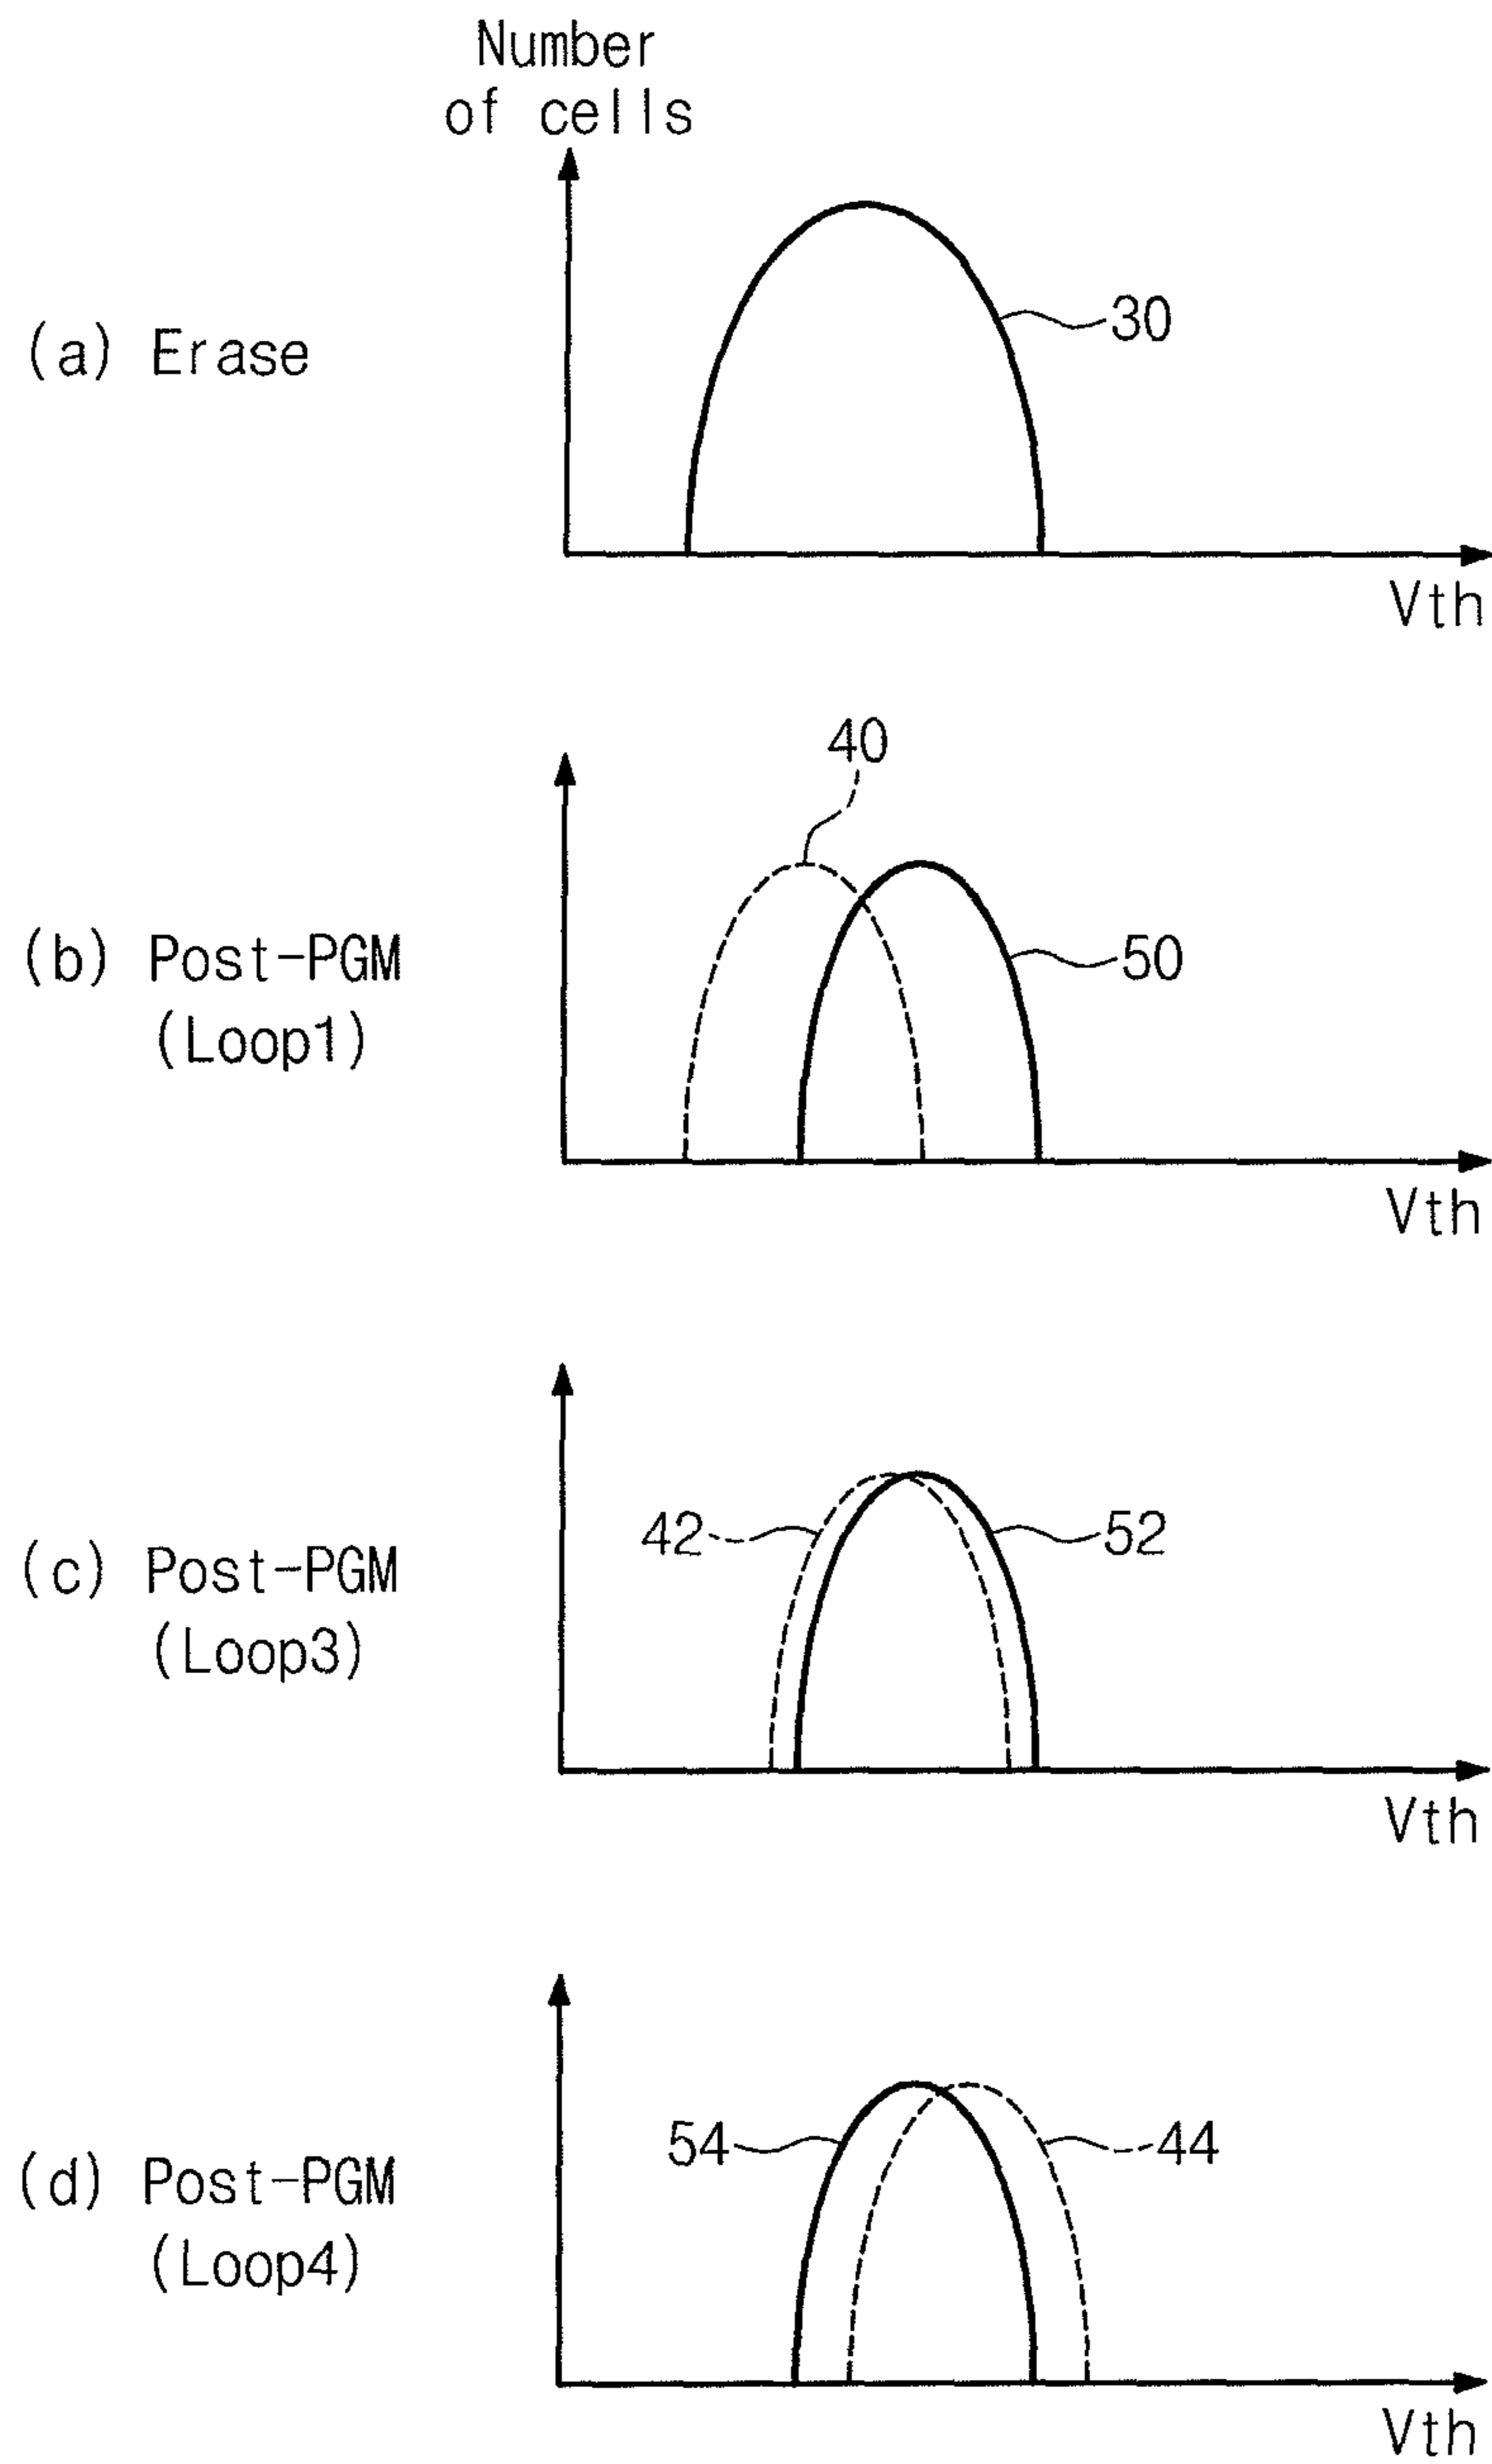 Number
of cells
30
(a) Erase
Vth
40
(b) Post-PGM
50
(Loop1)
Vth
42
52
(c) Post-PGM
(Loop3)
Vth
54
44
(d) Post-PGM
(Loop4)
Vth